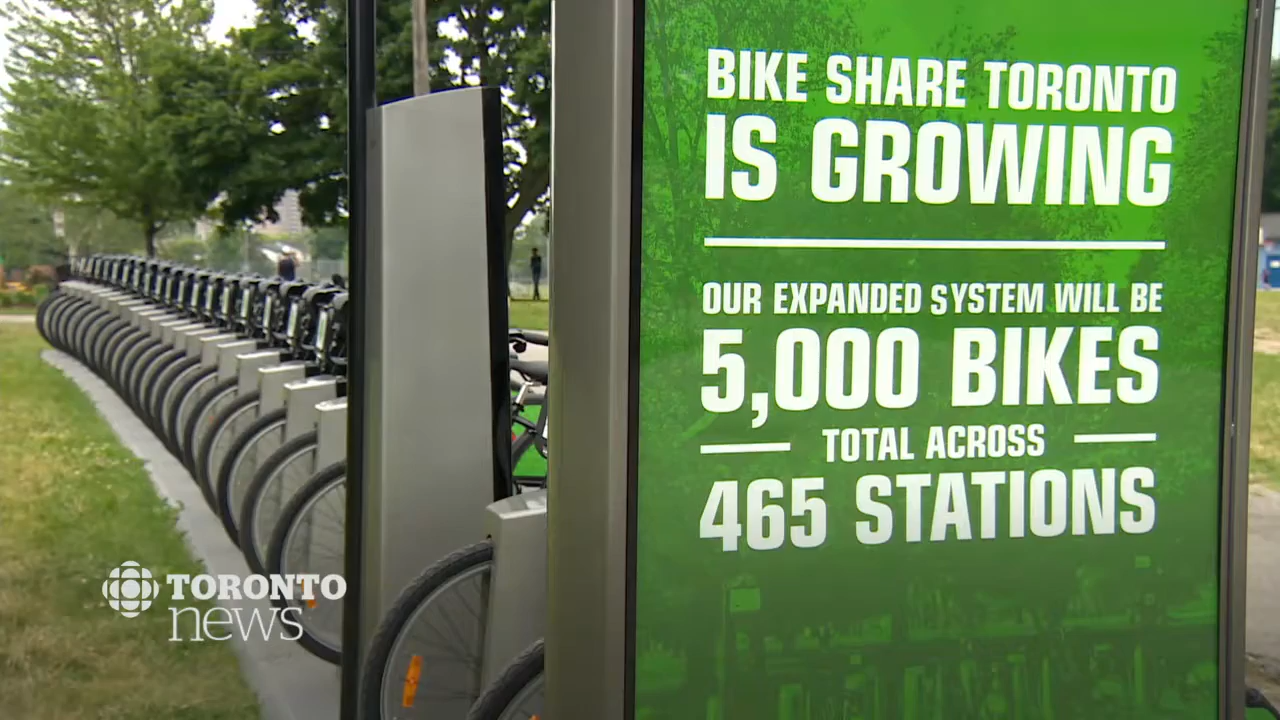 BIKE SHARE TORONTO
IS GROWING
OUR EXPANDED SYSTEM WILL BE
5,000 BIKES
TOTAL ACROSS
465 STATIONS
TORONTO
news